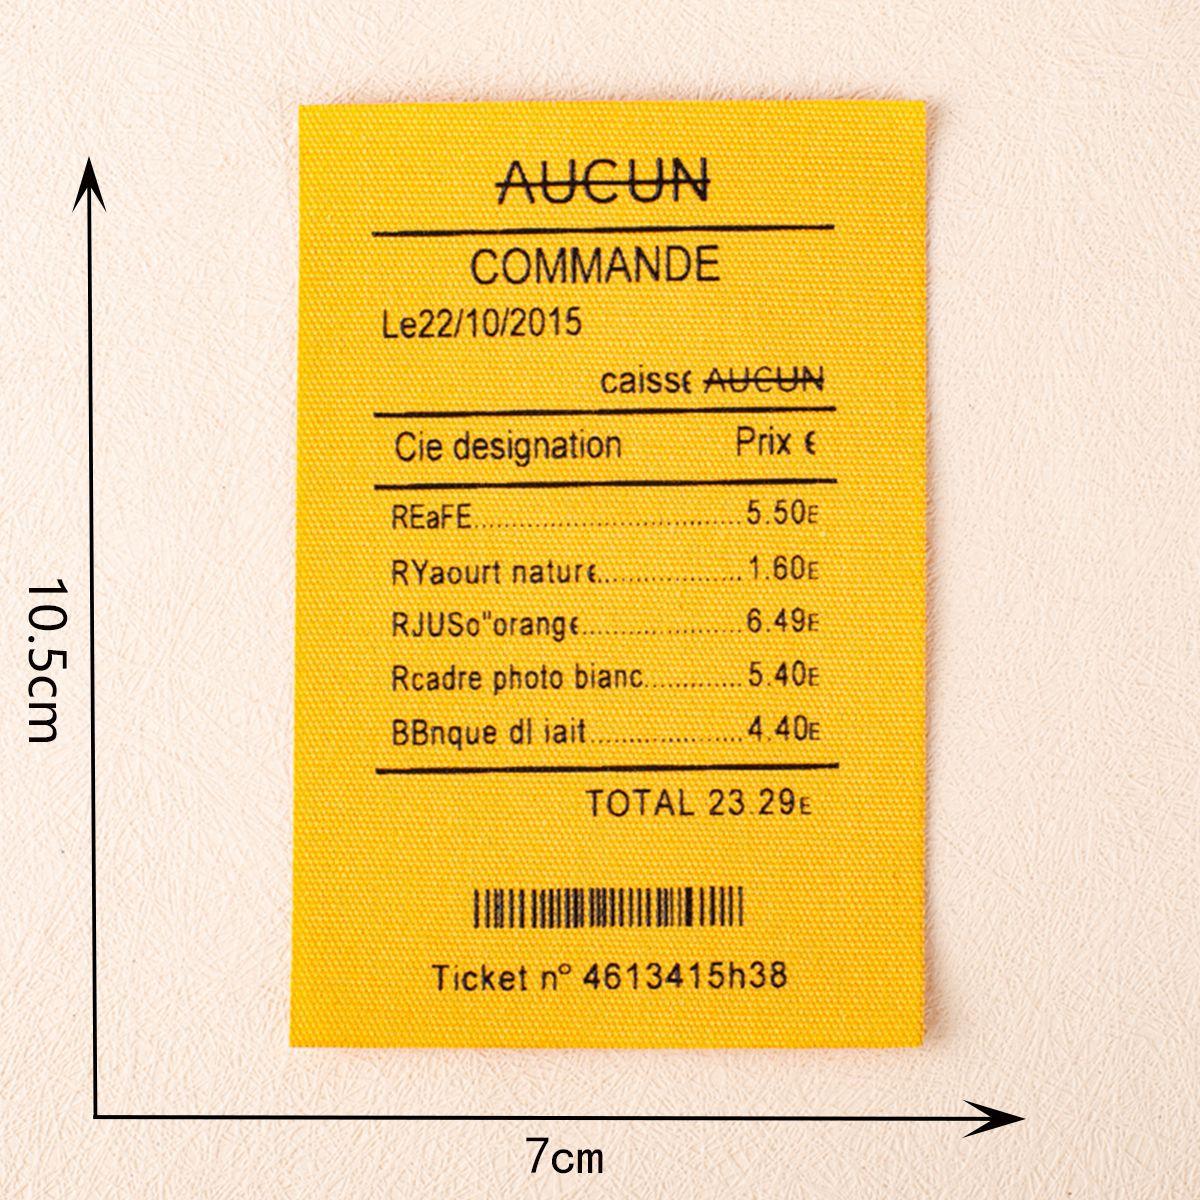 AUCUN
COMMANDE
Le22/10/2015
caisse AUCUN
Cie designation Prix €
REaFE..............................5.50E
RYaourt nature....................1.60E
RJUSo"orange....................6.49E
Rcadre photo bianc.............5.40E
BBnque dl iait....................4.40E
TOTAL 23.29E
Ticket nº 4613415h38
10.5cm
7cm